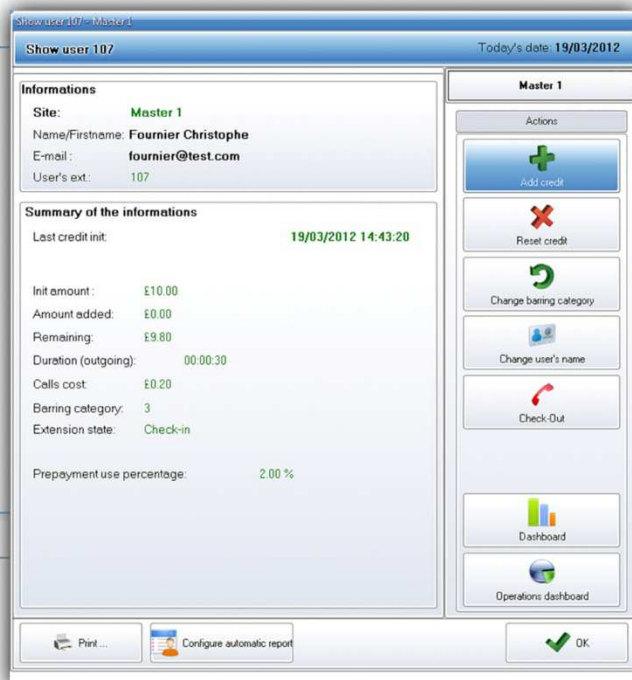 Show user 107 - Master 1
Show user 107
Today's date: 19/03/2012
Informations
Site: Master 1
Name/Firstname: Fournier Christophe
E-mail : fournier@test.com
User's ext.: 107
Summary of the informations
Last credit init: 19/03/2012 14:43:20
Init amount : £10.00
Amount added: £0.00
Remaining: £9.80
Duration (outgoing): 00:00:30
Calls cost: £0.20
Barring category: 3
Extension state: Check-in
Prepayment use percentage: 2.00 %
Master 1
Actions
Add credit
Reset credit
Change barring category
Change user's name
Check-Out
Dashboard
Operations dashboard
Print ...
Configure automatic report
OK